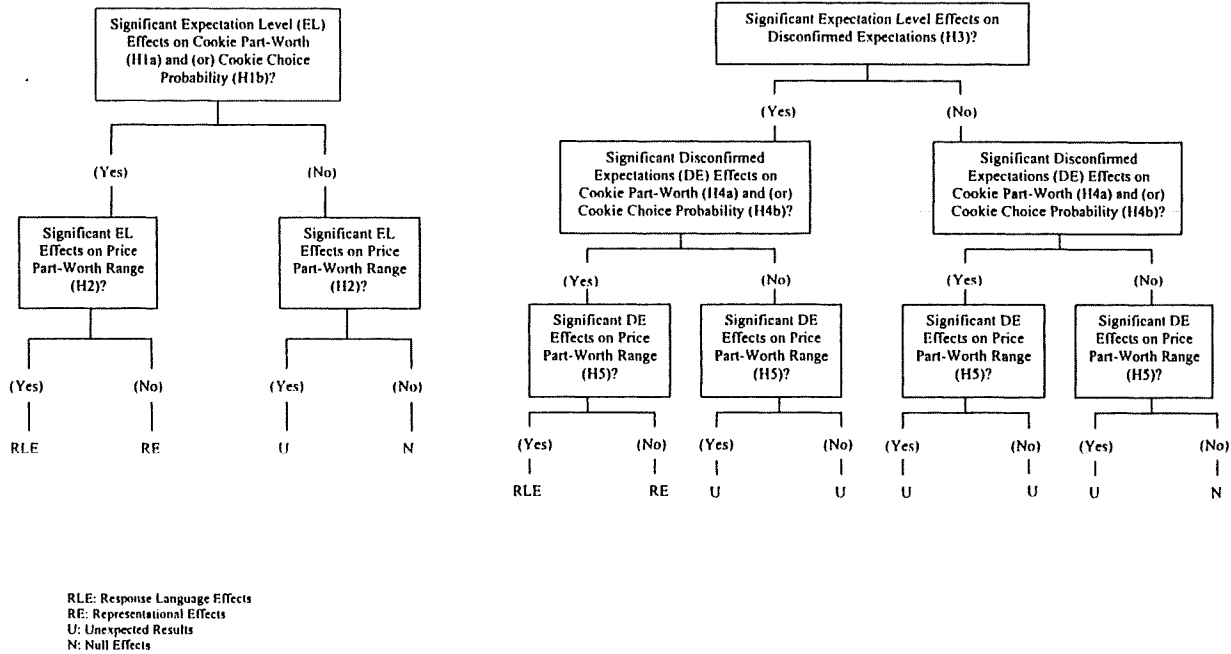 Significant Expectation Level (EL)
Effects on Cookie Part-Worth
(H1a) and (or) Cookie Choice
Probability (H1b)?
(Yes)
(No)
Significant EL
Effects on Price
Part-Worth Range
(H2)?
Significant EL
Effects on Price
Part-Worth Range
(H2)?
(Yes)
(No)
(Yes)
(No)
RLE
RE
U
N
Significant Expectation Level Effects on
Disconfirmed Expectations (H3)?
(Yes)
(No)
Significant Disconfirmed
Expectations (DE) Effects on
Cookie Part-Worth (H4a) and (or)
Cookie Choice Probability (H4b)?
Significant Disconfirmed
Expectations (DE) Effects on
Cookie Part-Worth (H4a) and (or)
Cookie Choice Probability (H4b)?
(Yes)
(No)
(Yes)
(No)
Significant DE
Effects on Price
Part-Worth Range
(H5)?
Significant DE
Effects on Price
Part-Worth Range
(H5)?
Significant DE
Effects on Price
Part-Worth Range
(H5)?
Significant DE
Effects on Price
Part-Worth Range
(H5)?
(Yes)
(No)
(Yes)
(No)
(Yes)
(No)
(Yes)
(No)
RLE
RE
U
U
U
U
U
N
RLE: Response Language Effects
RE: Representational Effects
U: Unexpected Results
N: Null Effects